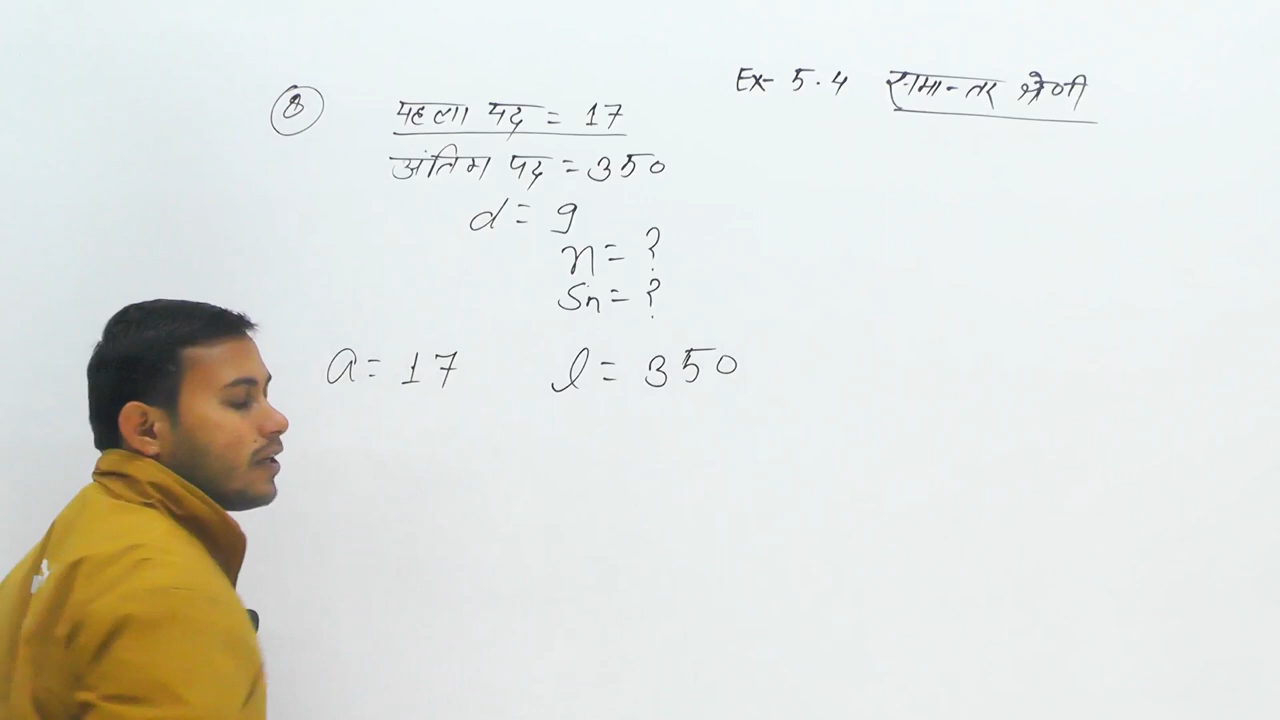 Ex- 5.4 समान्तर श्रेणी
8 पहला पद = 17
अंतिम पद = 350
d = 9
n = ?
Sn = ?
a = 17 l = 350